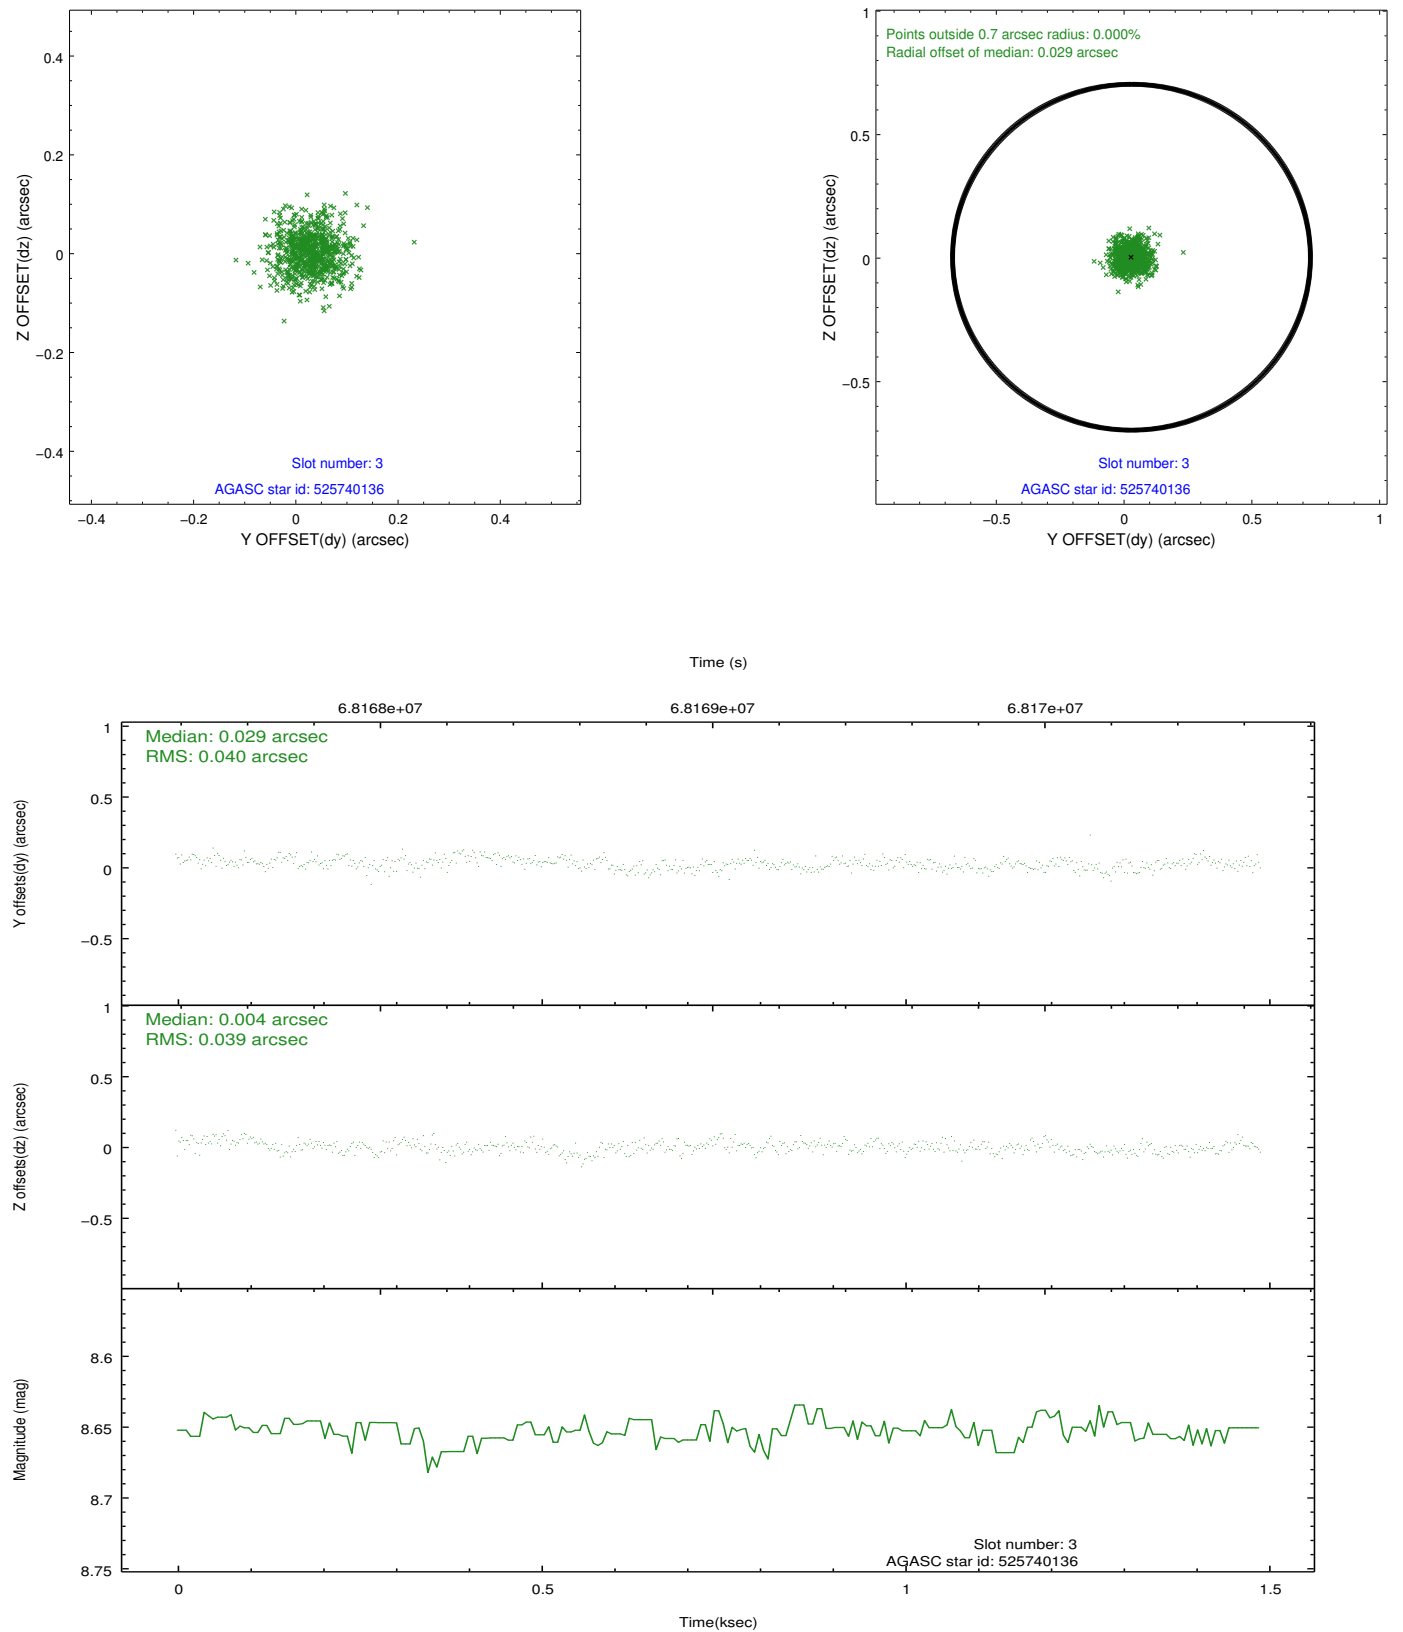 0.4
0.2
0
−0.2
−0.4
Z OFFSET(dz) (arcsec)
Slot number: 3
AGASC star id: 525740136
−0.4 −0.2 0 0.2 0.4
Y OFFSET(dy) (arcsec)
Points outside 0.7 arcsec radius: 0.000%
Radial offset of median: 0.029 arcsec
1
0.5
0
−0.5
Z OFFSET(dz) (arcsec)
Slot number: 3
AGASC star id: 525740136
−0.5 0 0.5 1
Y OFFSET(dy) (arcsec)
Time (s)
6.8168e+07 6.8169e+07 6.817e+07
Median: 0.029 arcsec
RMS: 0.040 arcsec
1
0.5
0
−0.5
Y offsets(dy) (arcsec)
Median: 0.004 arcsec
RMS: 0.039 arcsec
1
0.5
0
−0.5
Z offsets(dz) (arcsec)
8.6
8.65
8.7
8.75
Magnitude (mag)
Slot number: 3
AGASC star id: 525740136
0 0.5 1 1.5
Time(ksec)